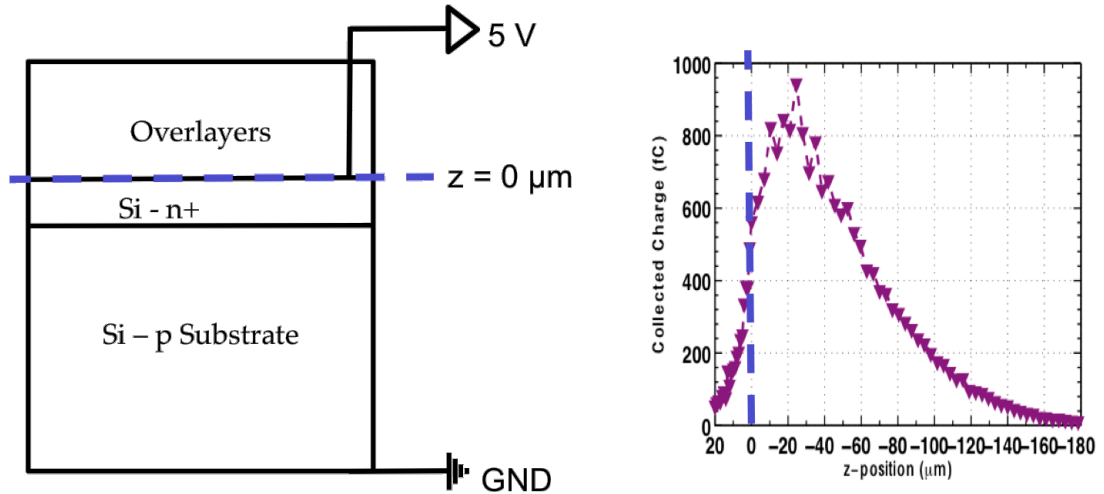 5 V
Overlayers
z = 0 µm
Si - n+
Si – p Substrate
GND
Collected Charge (fC)
1000
800
600
400
200
0
20 0 −20 −40 −60 −80 −100 −120 −140 −160 −180
z-position (µm)